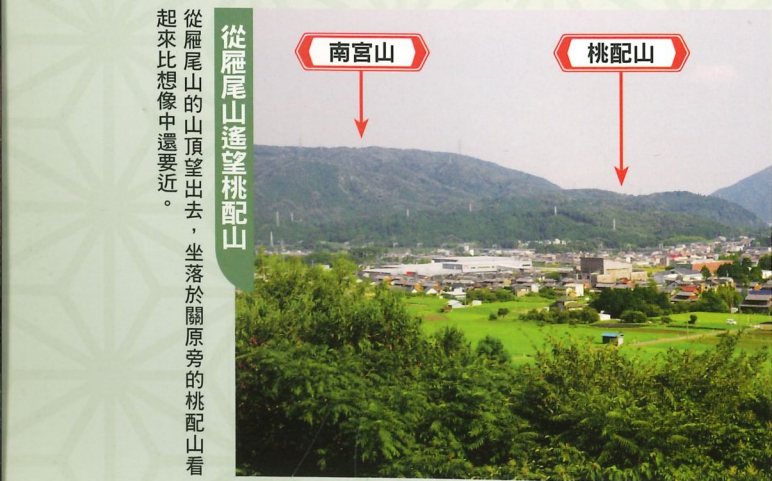 南宮山
桃配山
從屜尾山遙望桃配山
從屜尾山的山頂望出去，坐落於關原旁的桃配山看
起來比想像中還要近。